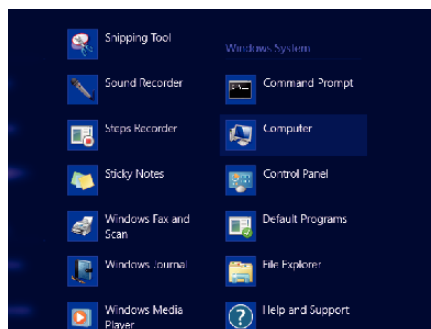 Snipping Tool
Sound Recorder
Steps Recorder
Sticky Notes
Windows Fax and
Scan
Windows Journal
Windows Media
Player
Windows System
Command Prompt
Computer
Control Panel
Default Programs
File Explorer
Help and Support